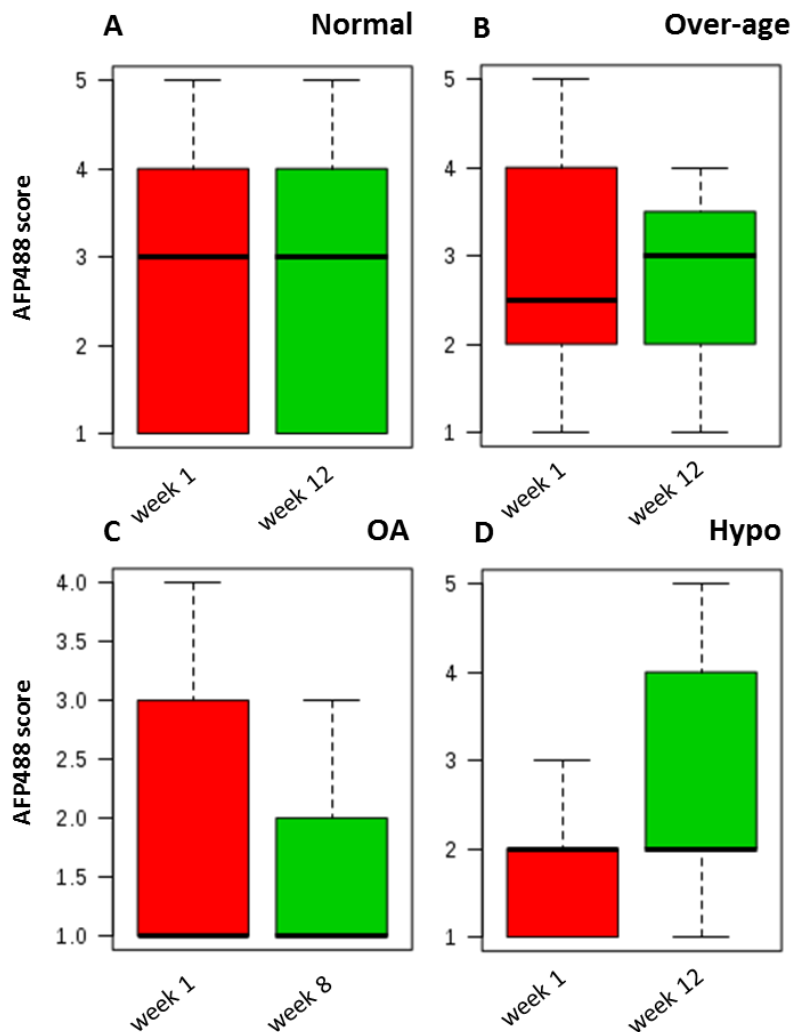 A Normal
AFP488 score
5
4
3
2
1
week 1
week 12
B Over-age
5
4
3
2
1
week 1
week 12
C OA
AFP488 score
4.0
3.5
3.0
2.5
2.0
1.5
1.0
week 1
week 8
D Hypo
5
4
3
2
1
week 1
week 12